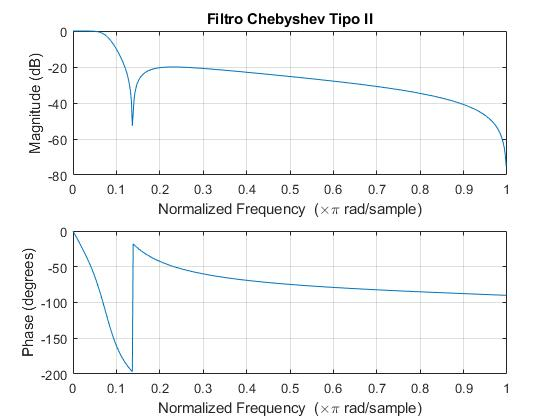 Filtro Chebyshev Tipo II
0
-20
-40
-60
-80
Magnitude (dB)
0 0.1 0.2 0.3 0.4 0.5 0.6 0.7 0.8 0.9 1
Normalized Frequency (×π rad/sample)
0
-50
-100
-150
-200
Phase (degrees)
0 0.1 0.2 0.3 0.4 0.5 0.6 0.7 0.8 0.9 1
Normalized Frequency (×π rad/sample)